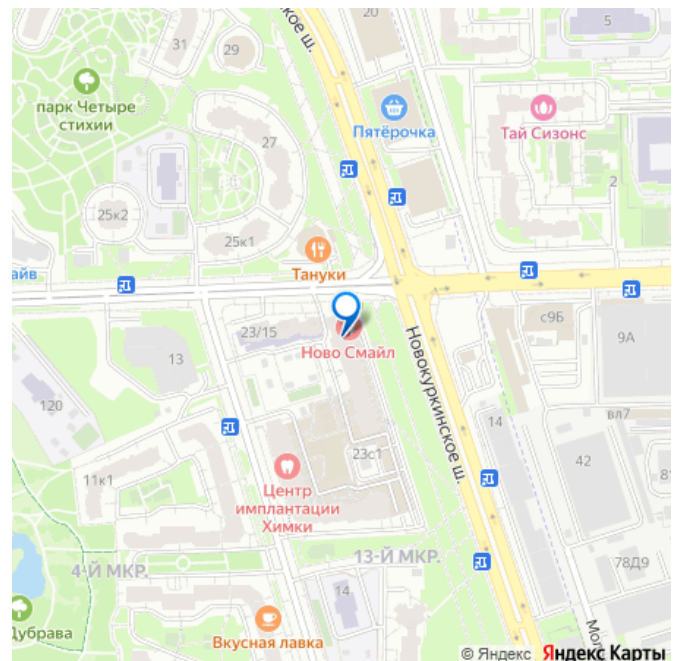 20
5
31
29
ское ш.
парк Четыре
стихии
Пятёрочка
Тай Сизонс
27
2
25к2
25к1
айв
Тануки
23/15
Ново Смайл
с9Б
9А
13
Новокуркинское ш.
120
вл7
14
23с1
42
11к1
Центр
имплантации
Химки
8
4-Й МКР.
13-Й МКР.
78Д9
14
Дубрава
Вкусная лавка
Мол
© Яндекс Яндекс Карты